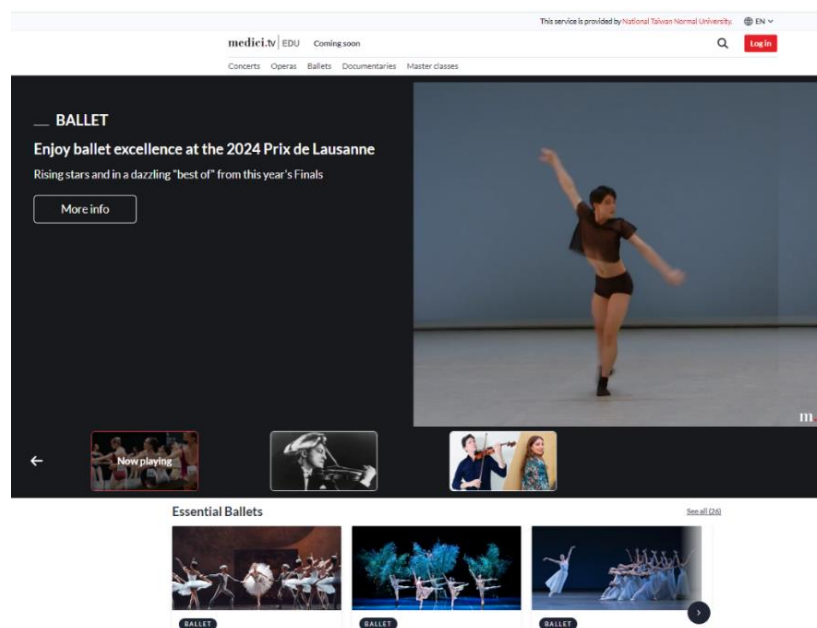 This service is provided by National Taiwan Normal University. EN
medici.tv EDU Coming soon Log in
Concerts Operas Ballets Documentaries Master classes
BALLET
Enjoy ballet excellence at the 2024 Prix de Lausanne
Rising stars and in a dazzling "best of" from this year's Finals
More info
m.
Now playing
Essential Ballets See all (26)
BALLET BALLET BALLET